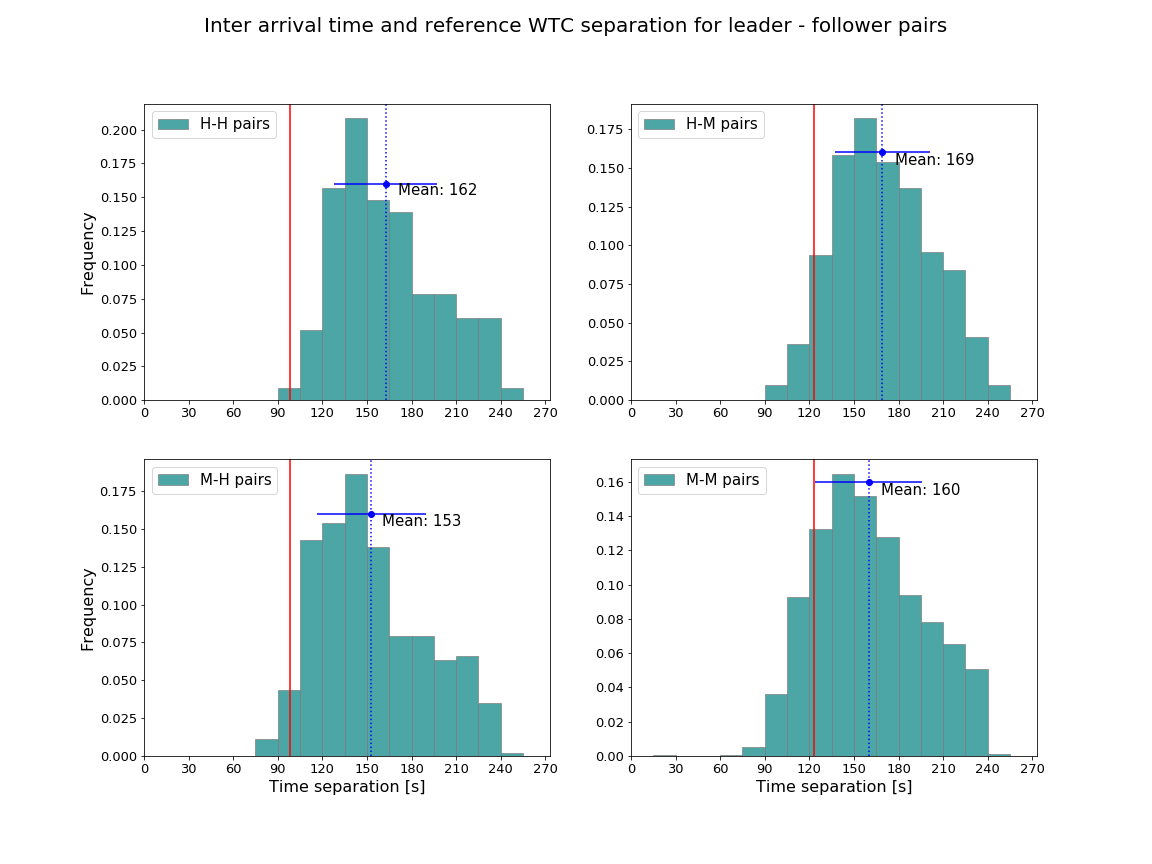 Inter arrival time and reference WTC separation for leader - follower pairs
H-H pairs
Mean: 162
Frequency
0.200
0.175
0.150
0.125
0.100
0.075
0.050
0.025
0.000
0 30 60 90 120 150 180 210 240 270
H-M pairs
Mean: 169
0.175
0.150
0.125
0.100
0.075
0.050
0.025
0.000
0 30 60 90 120 150 180 210 240 270
M-H pairs
Mean: 153
Frequency
0.175
0.150
0.125
0.100
0.075
0.050
0.025
0.000
0 30 60 90 120 150 180 210 240 270
Time separation [s]
M-M pairs
Mean: 160
0.16
0.14
0.12
0.10
0.08
0.06
0.04
0.02
0.00
0 30 60 90 120 150 180 210 240 270
Time separation [s]